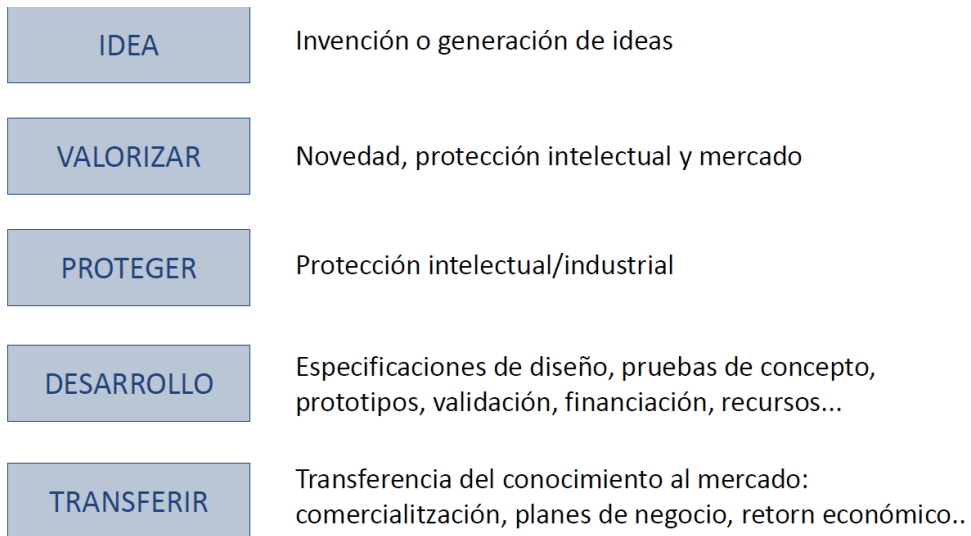 IDEA
Invención o generación de ideas
VALORIZAR
Novedad, protección intelectual y mercado
PROTEGER
Protección intelectual/industrial
DESARROLLO
Especificaciones de diseño, pruebas de concepto,
prototipos, validación, financiación, recursos...
TRANSFERIR
Transferencia del conocimiento al mercado:
comercialitzación, planes de negocio, retorn económico..